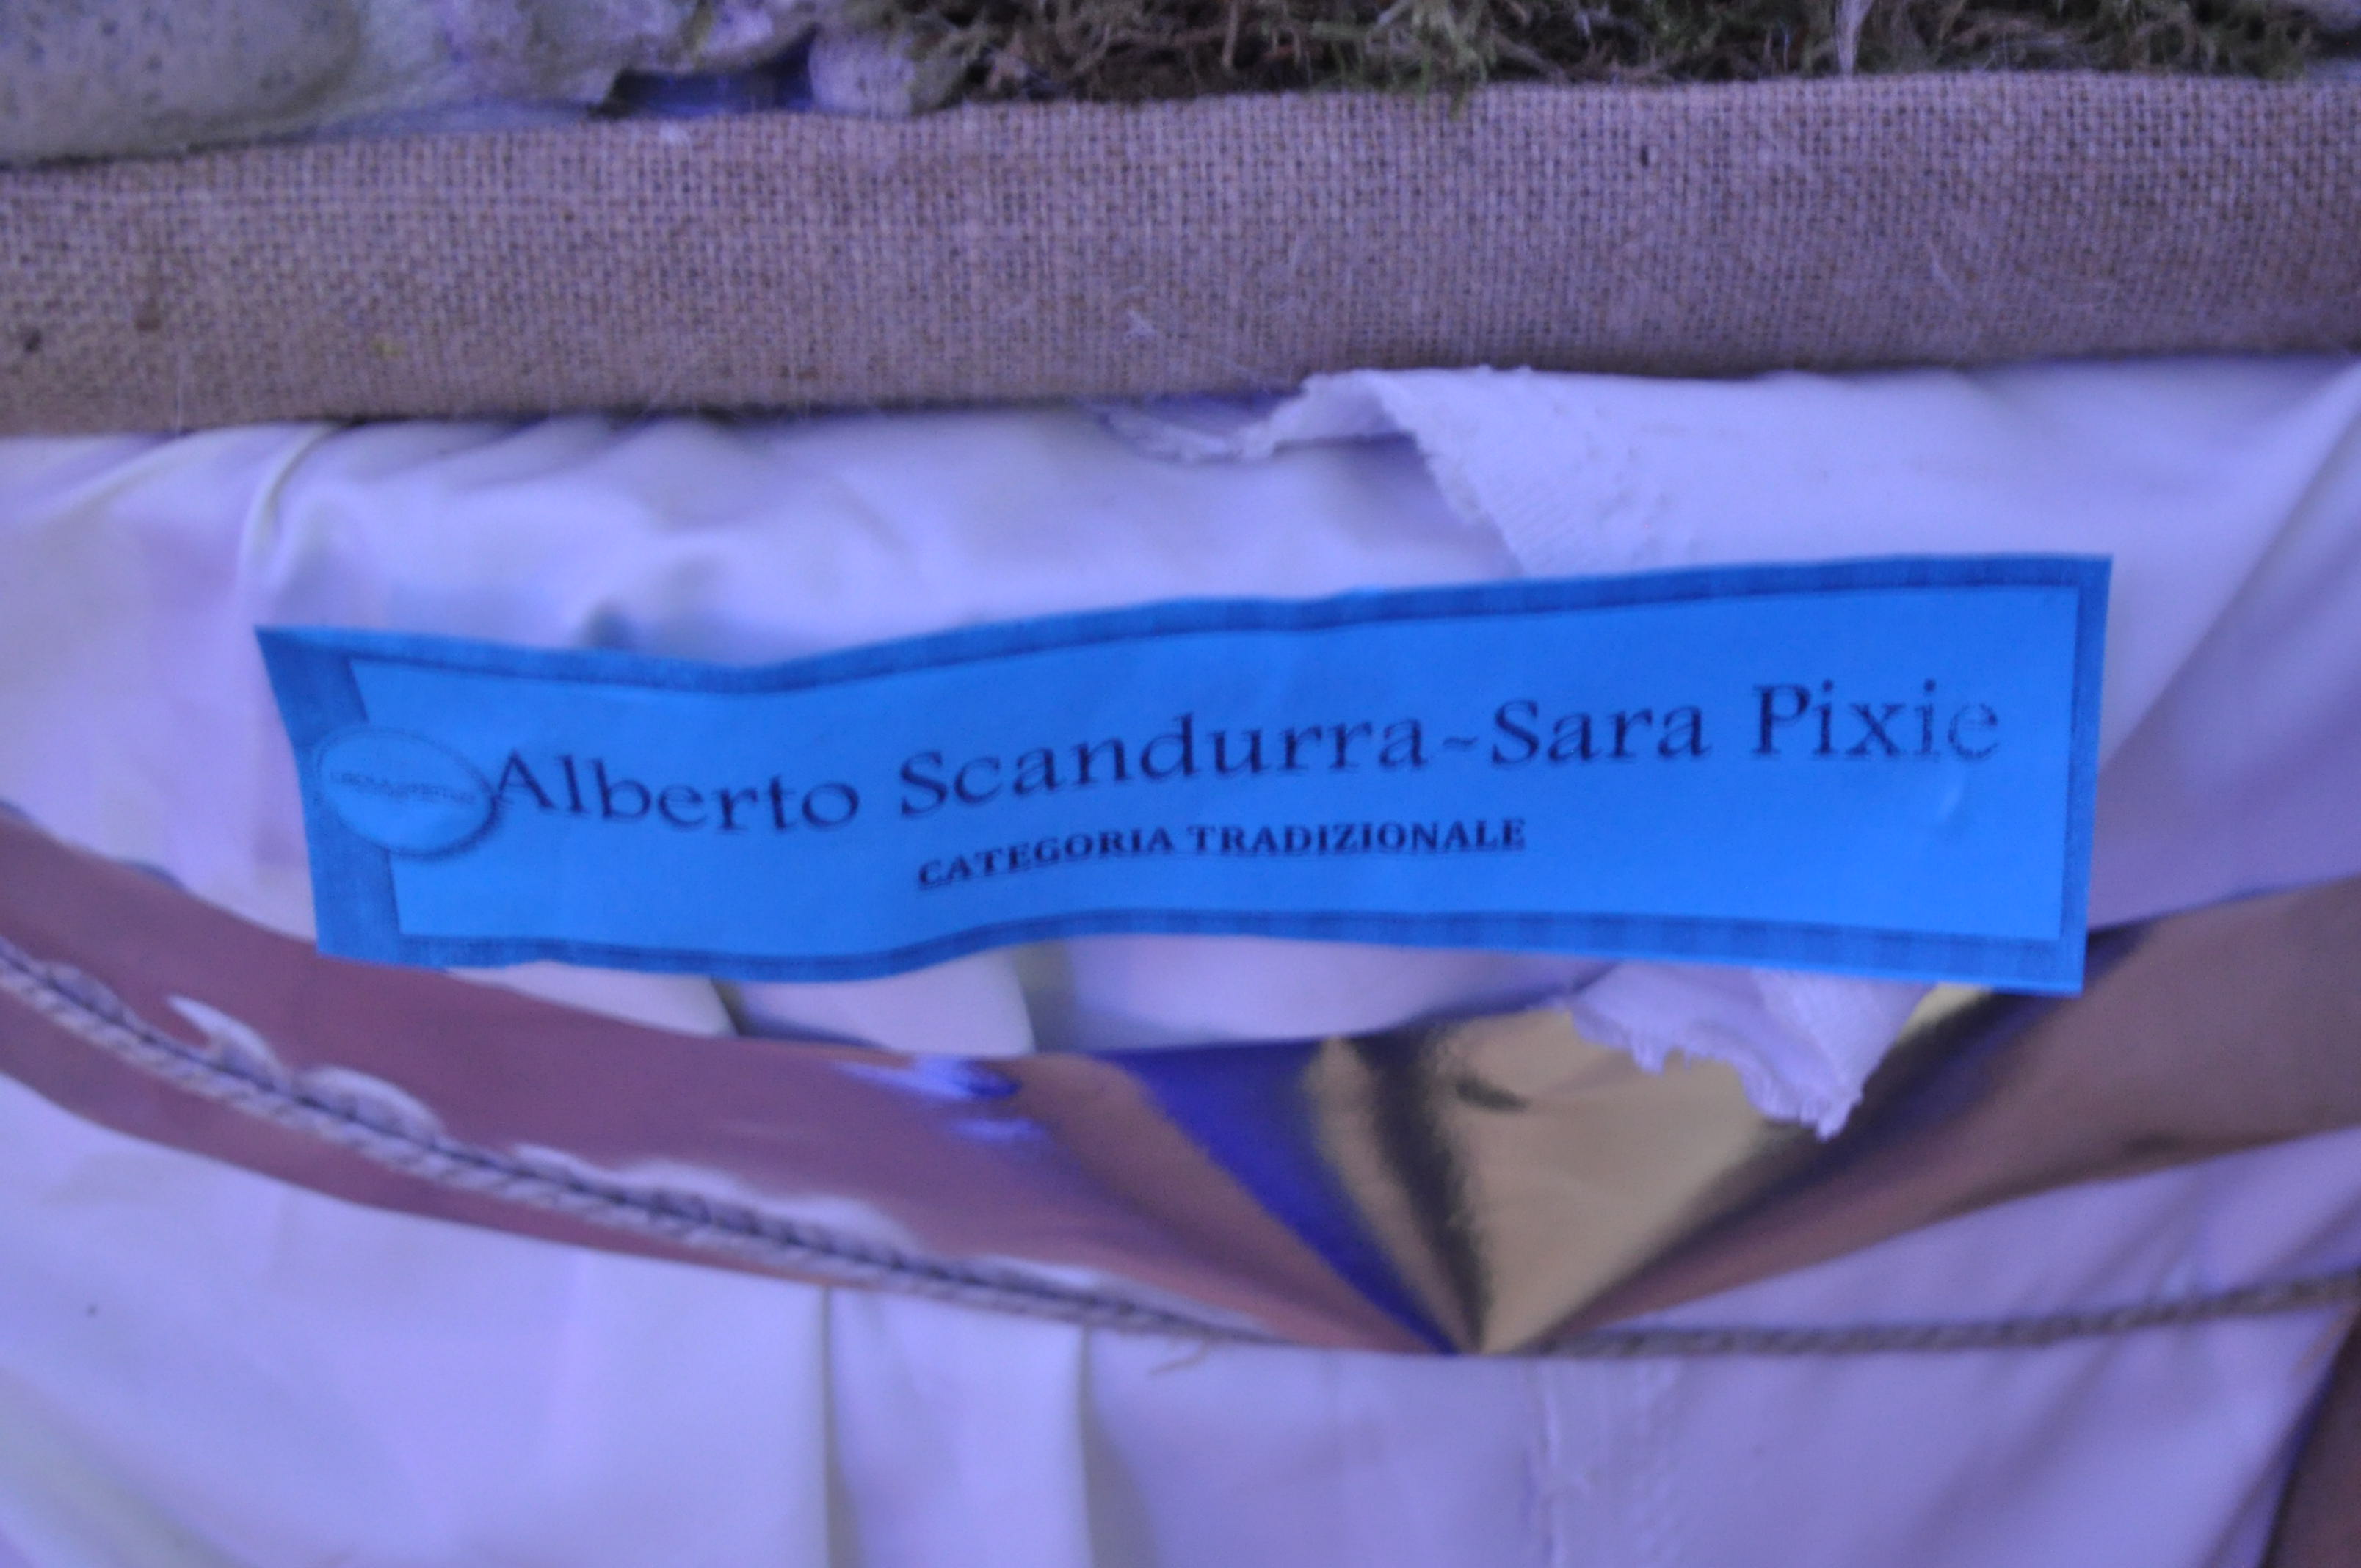 Alberto Scandurra~Sara Pixie
CATEGORIA TRADIZIONALE